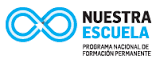 NUESTRA
ESCUELA
PROGRAMA NACIONAL DE
FORMACIÓN PERMANENTE